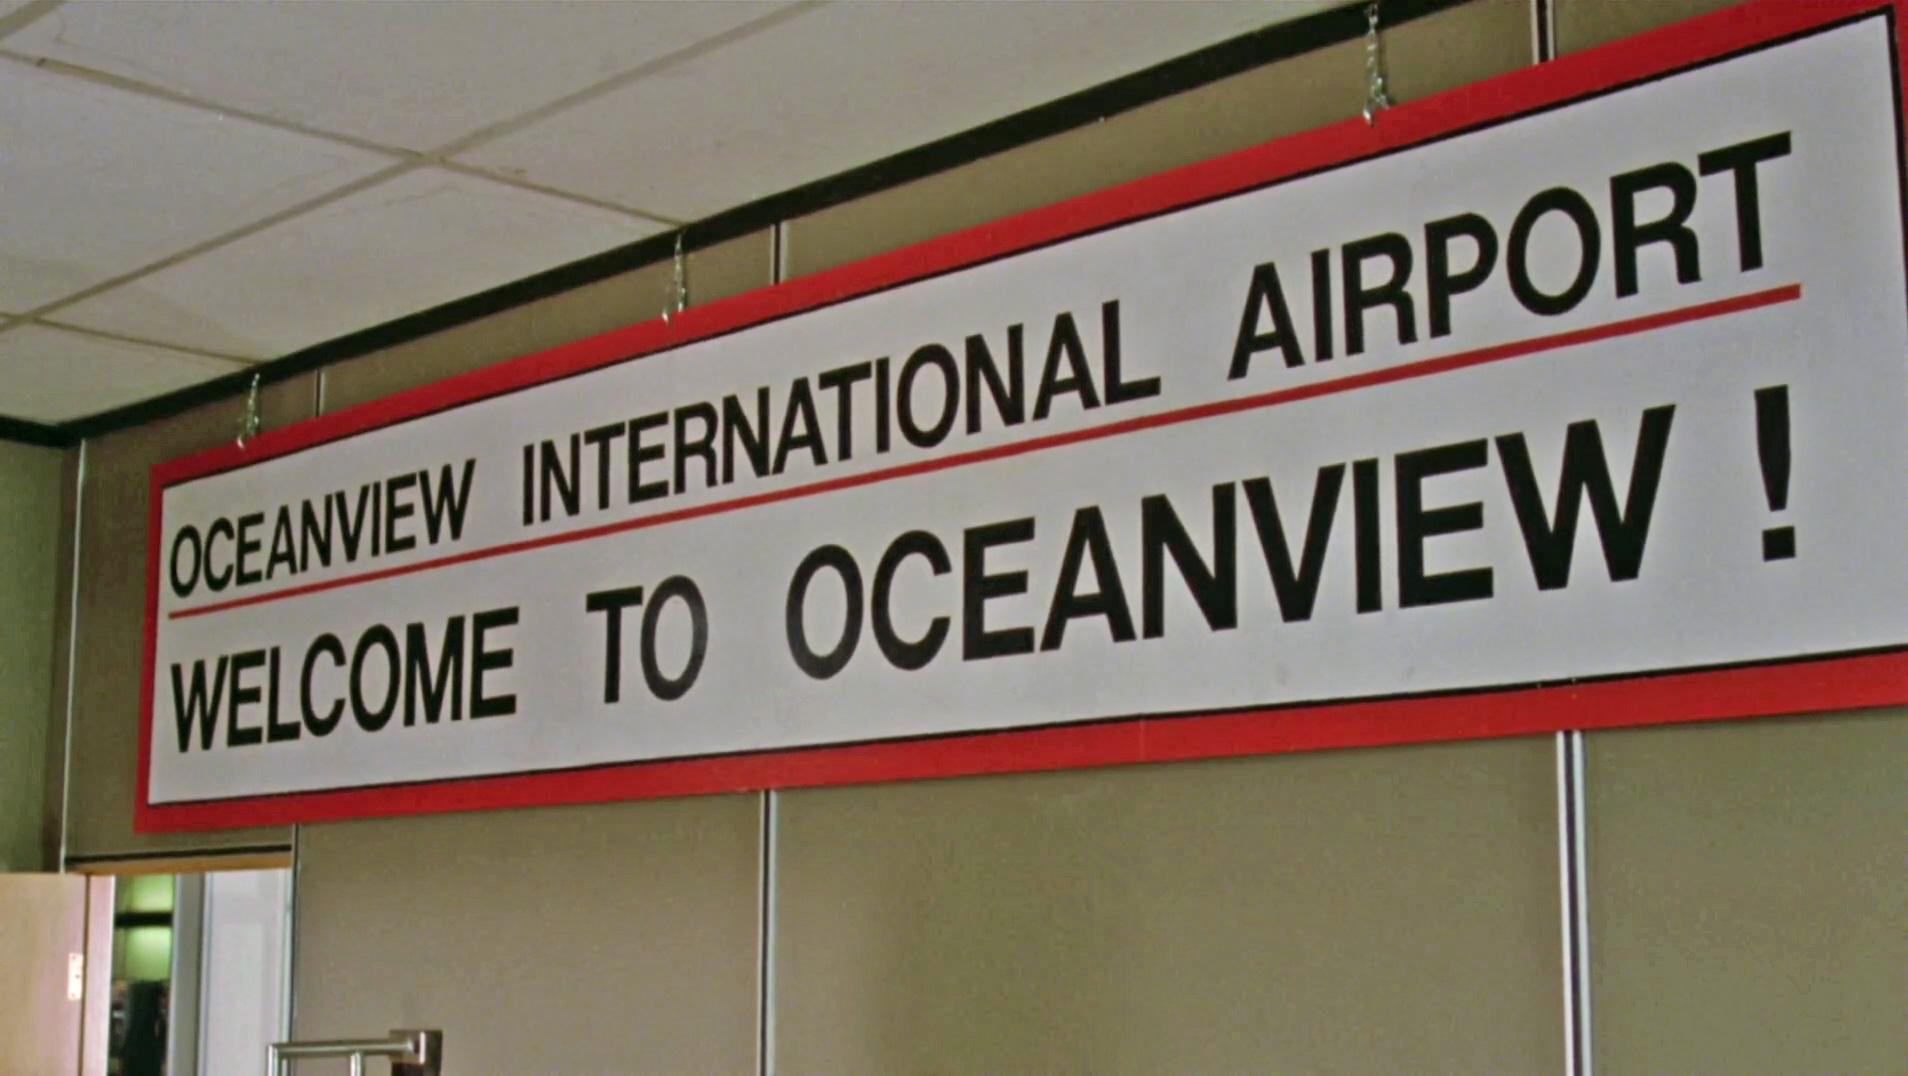 OCEANVIEW INTERNATIONAL AIRPORT
WELCOME TO OCEANVIEW !